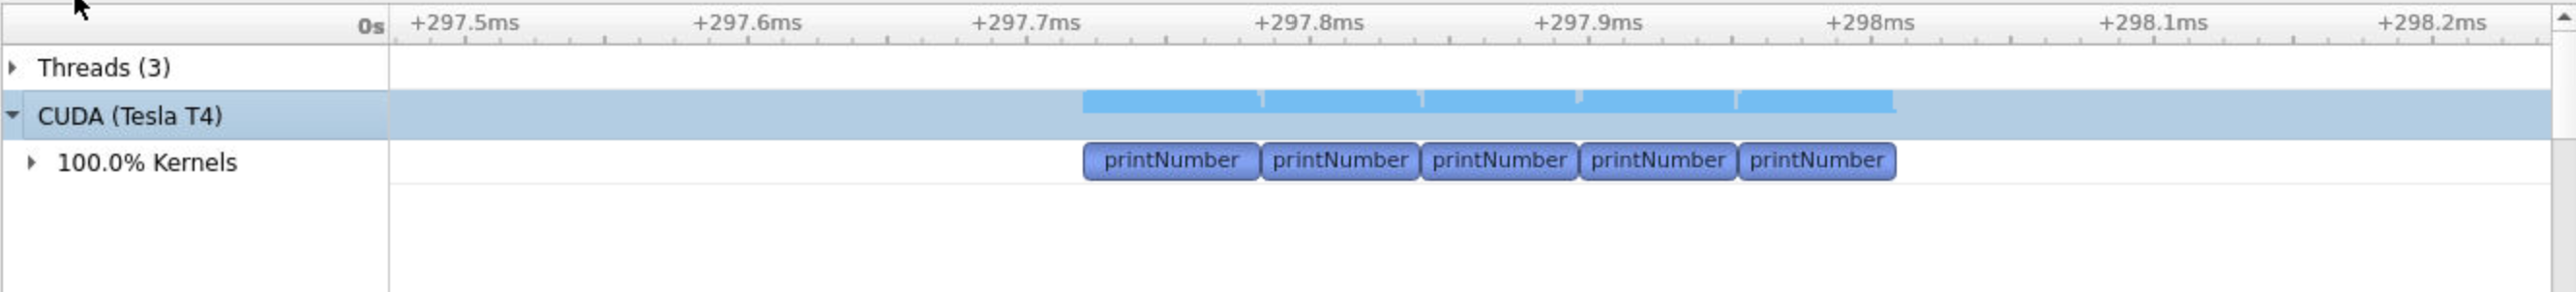 0s +297.5ms +297.6ms +297.7ms +297.8ms +297.9ms +298ms +298.1ms +298.2ms
Threads (3)
CUDA (Tesla T4)
100.0% Kernels printNumber printNumber printNumber printNumber printNumber